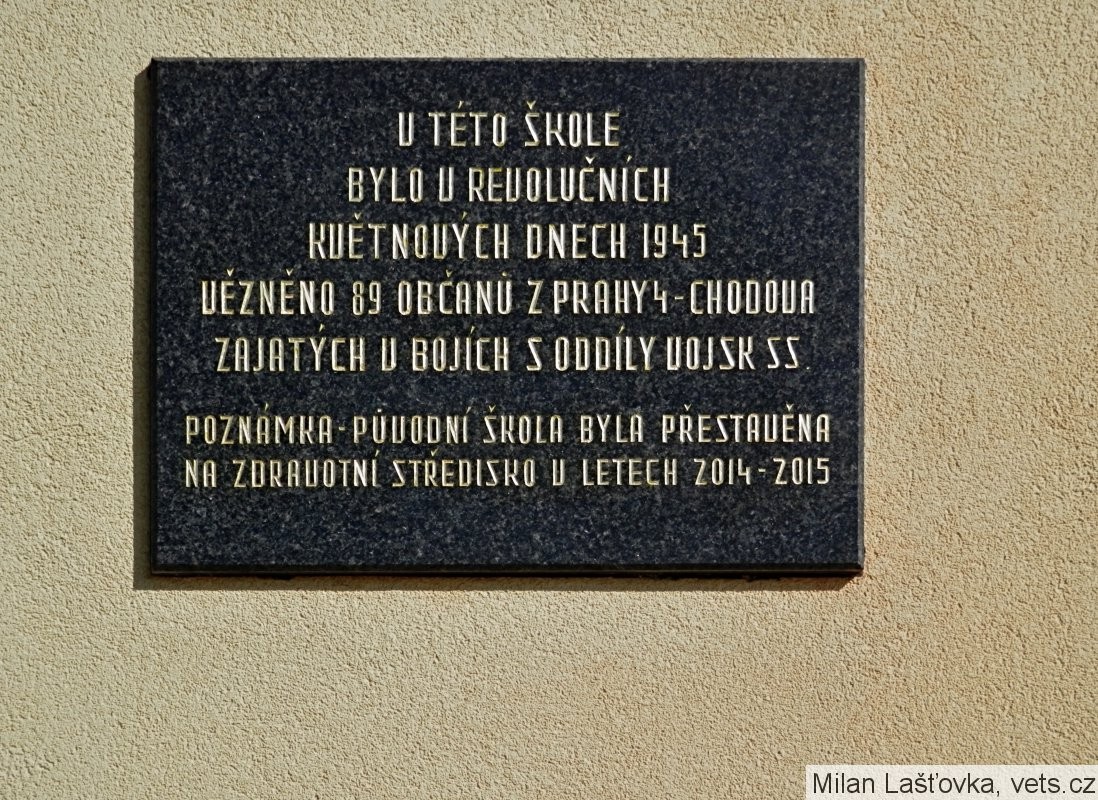 V TÉTO ŠKOLE
BYLO V REVOLUČNÍCH
KVĚTNOVÝCH DNECH 1945
VĚZNĚNO 89 OBČANŮ Z PRAHY 4-CHODOVA
ZAJATÝCH V BOJÍCH S ODDÍLY VOJSK SS.
POZNÁMKA-PŮVODNÍ ŠKOLA BYLA PŘESTAVĚNA
NA ZDRAVOTNÍ STŘEDISKO V LETECH 2014-2015
Milan Lašťovka, vets.cz